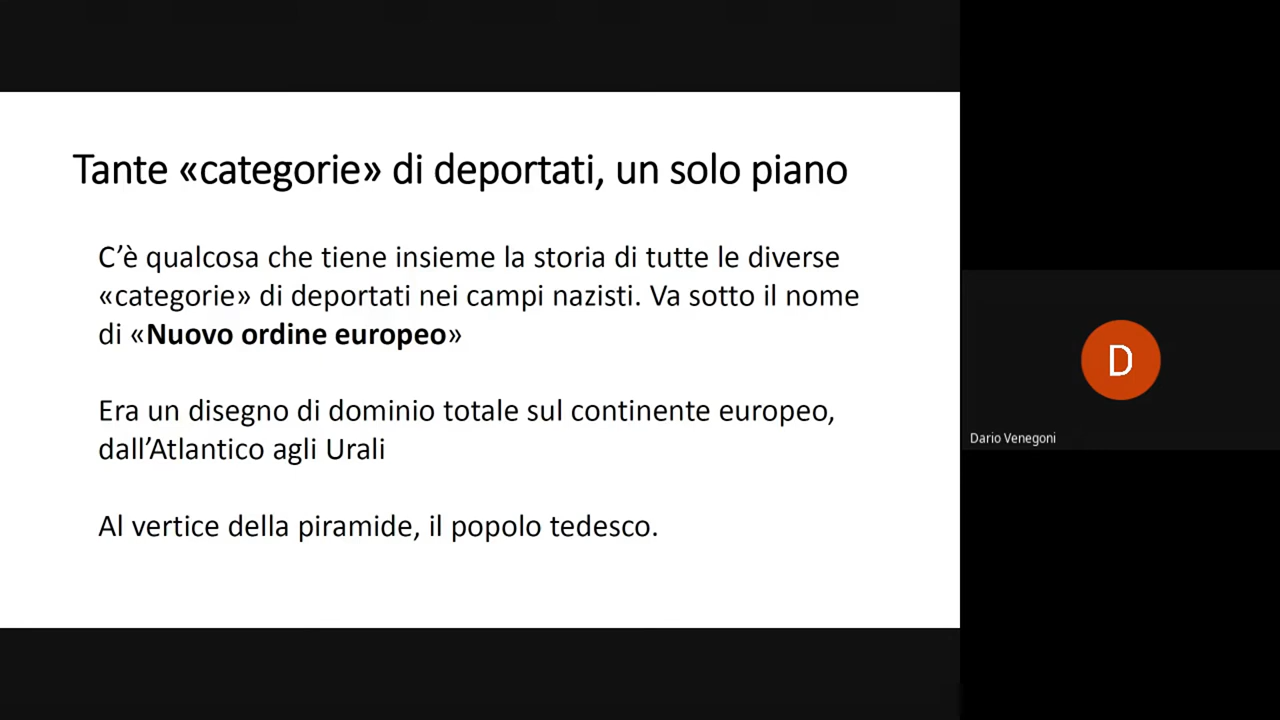 Tante «categorie» di deportati, un solo piano
C’è qualcosa che tiene insieme la storia di tutte le diverse
«categorie» di deportati nei campi nazisti. Va sotto il nome
di «Nuovo ordine europeo»
Era un disegno di dominio totale sul continente europeo,
dall’Atlantico agli Urali
Al vertice della piramide, il popolo tedesco.
D
Dario Venegoni